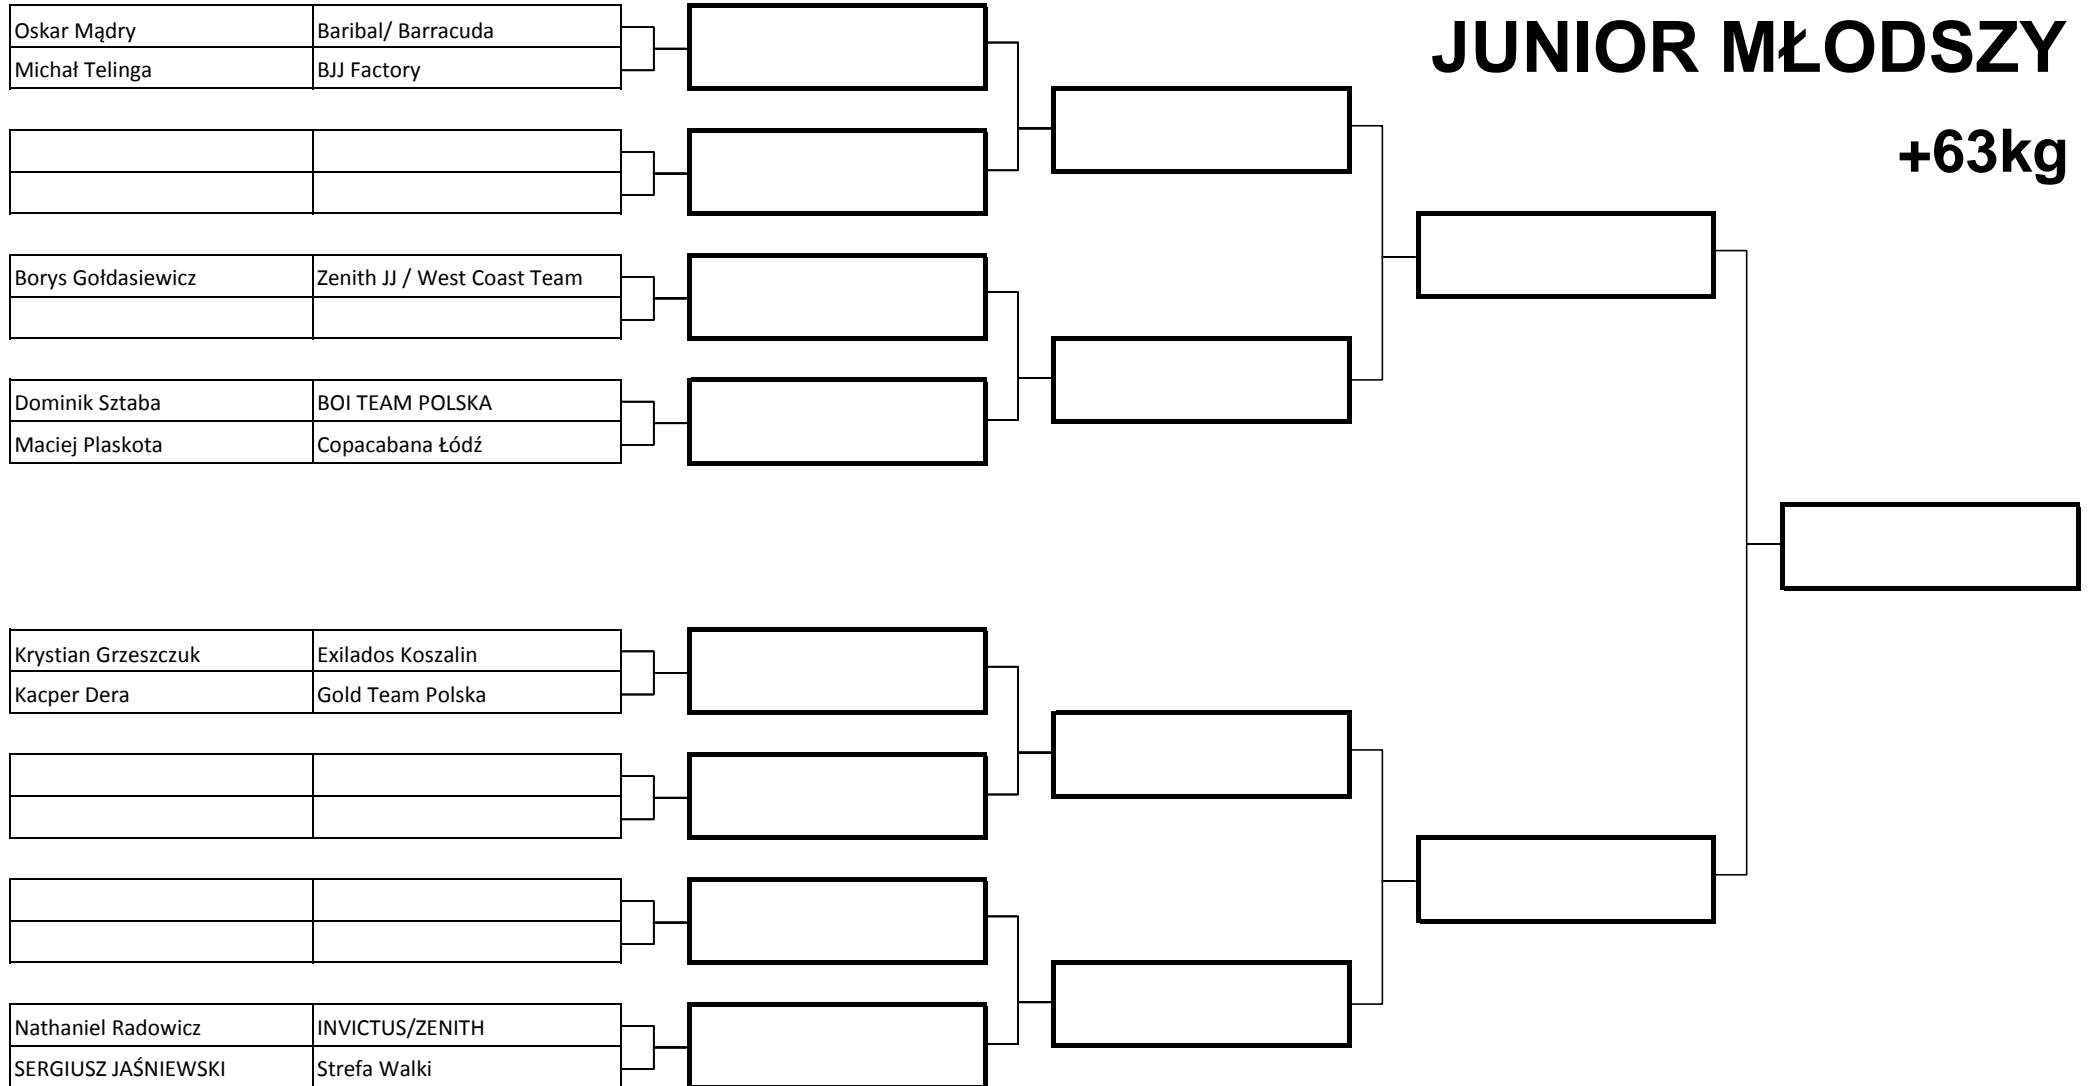 JUNIOR MŁODSZY
+63kg
Oskar Mądry Baribal/ Barracuda
Michał Telinga BJJ Factory
Borys Gołdasiewicz Zenith JJ / West Coast Team
Dominik Sztaba BOI TEAM POLSKA
Maciej Plaskota Copacabana Łódź
Krystian Grzeszczuk Exilados Koszalin
Kacper Dera Gold Team Polska
Nathaniel Radowicz INVICTUS/ZENITH
SERGIUSZ JAŚNIEWSKI Strefa Walki